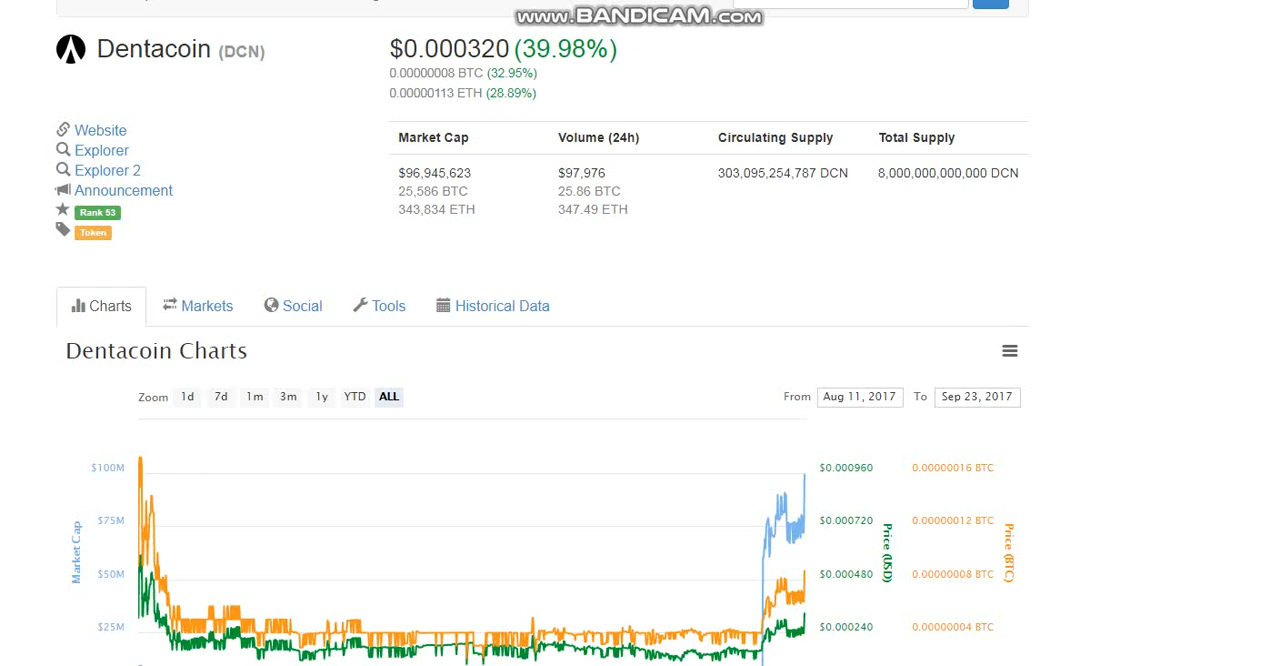 www.BANDICAM.com
Dentacoin (DCN)
$0.000320 (39.98%)
0.00000008 BTC (32.95%)
0.00000113 ETH (28.89%)
Website
Explorer
Explorer 2
Announcement
Rank 53
Token
Market Cap Volume (24h) Circulating Supply Total Supply
$96,945,623 $97,976 303,095,254,787 DCN 8,000,000,000,000 DCN
25,586 BTC 25.86 BTC
343,834 ETH 347.49 ETH
Charts Markets Social Tools Historical Data
Dentacoin Charts
Zoom 1d 7d 1m 3m 1y YTD ALL From Aug 11, 2017 To Sep 23, 2017
$100M $0.000960 0.00000016 BTC
$75M $0.000720 0.00000012 BTC
$50M $0.000480 0.00000008 BTC
$25M $0.000240 0.00000004 BTC
Market Cap
Price (USD)
Price (BTC)